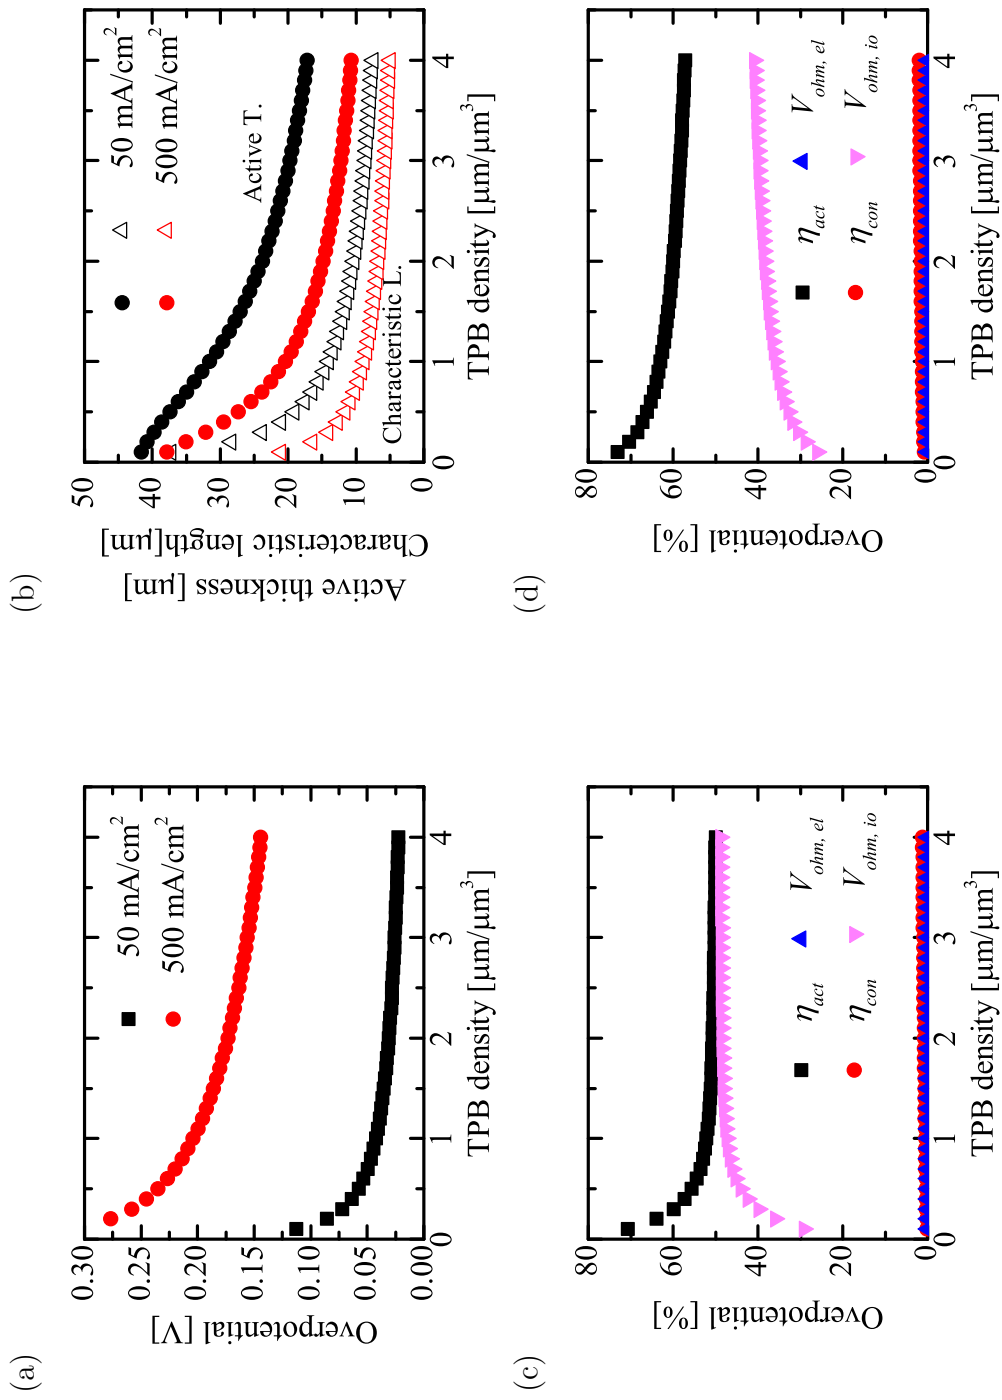 (a)
0.30
0.25
0.20
0.15
0.10
0.05
0.00
Overpotential [V]
50 mA/cm²
500 mA/cm²
0 1 2 3 4
TPB density [µm/µm³]
(b)
50
40
30
20
10
0
Active thickness [µm]
Characteristic length[µm]
50 mA/cm²
500 mA/cm²
Active T.
Characteristic L.
0 1 2 3 4
TPB density [µm/µm³]
(c)
80
60
40
20
0
Overpotential [%]
η_act V_ohm, el
η_con V_ohm, io
0 1 2 3 4
TPB density [µm/µm³]
(d)
80
60
40
20
0
Overpotential [%]
η_act V_ohm, el
η_con V_ohm, io
0 1 2 3 4
TPB density [µm/µm³]